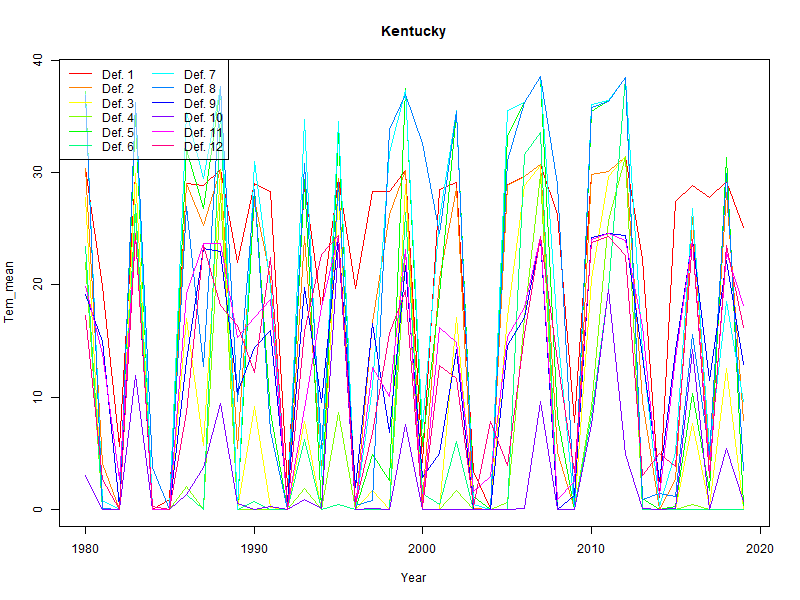 Kentucky
Def. 1 Def. 7
Def. 2 Def. 8
Def. 3 Def. 9
Def. 4 Def. 10
Def. 5 Def. 11
Def. 6 Def. 12
Tem_mean
40
30
20
10
0
1980 1990 2000 2010 2020
Year